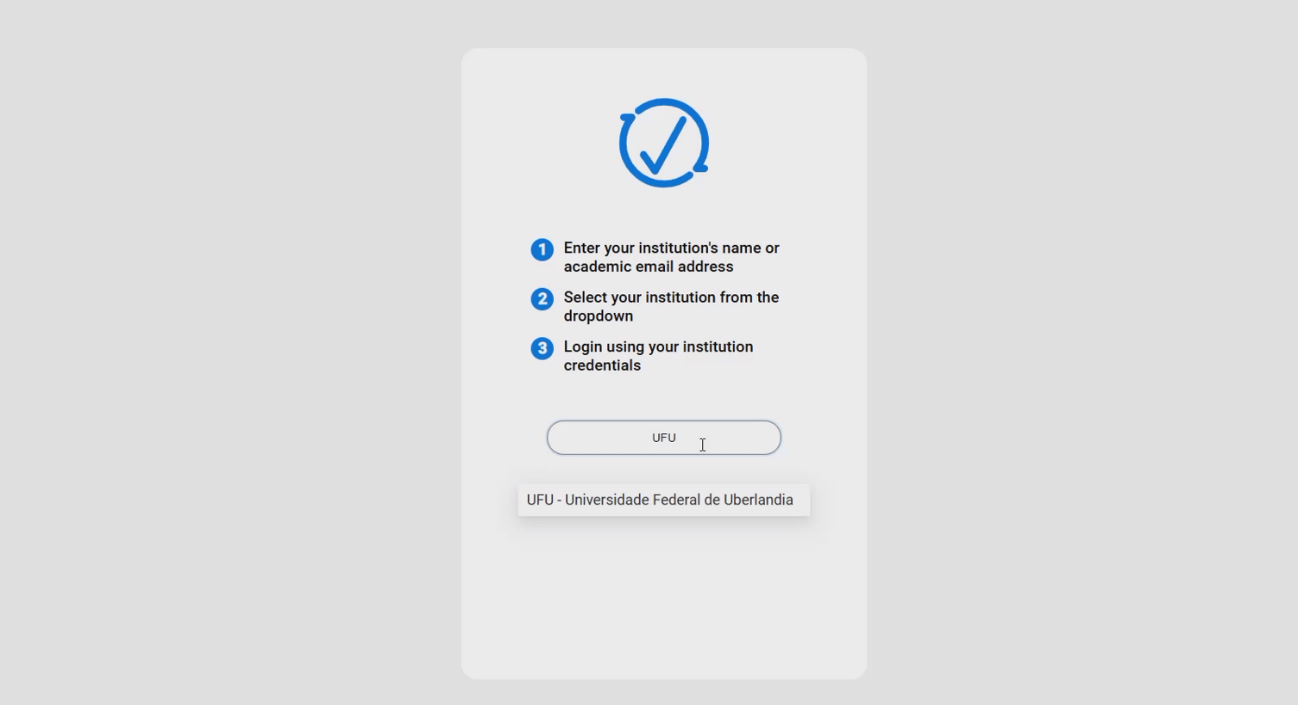 1 Enter your institution's name or
academic email address
2 Select your institution from the
dropdown
3 Login using your institution
credentials
UFU
UFU - Universidade Federal de Uberlandia